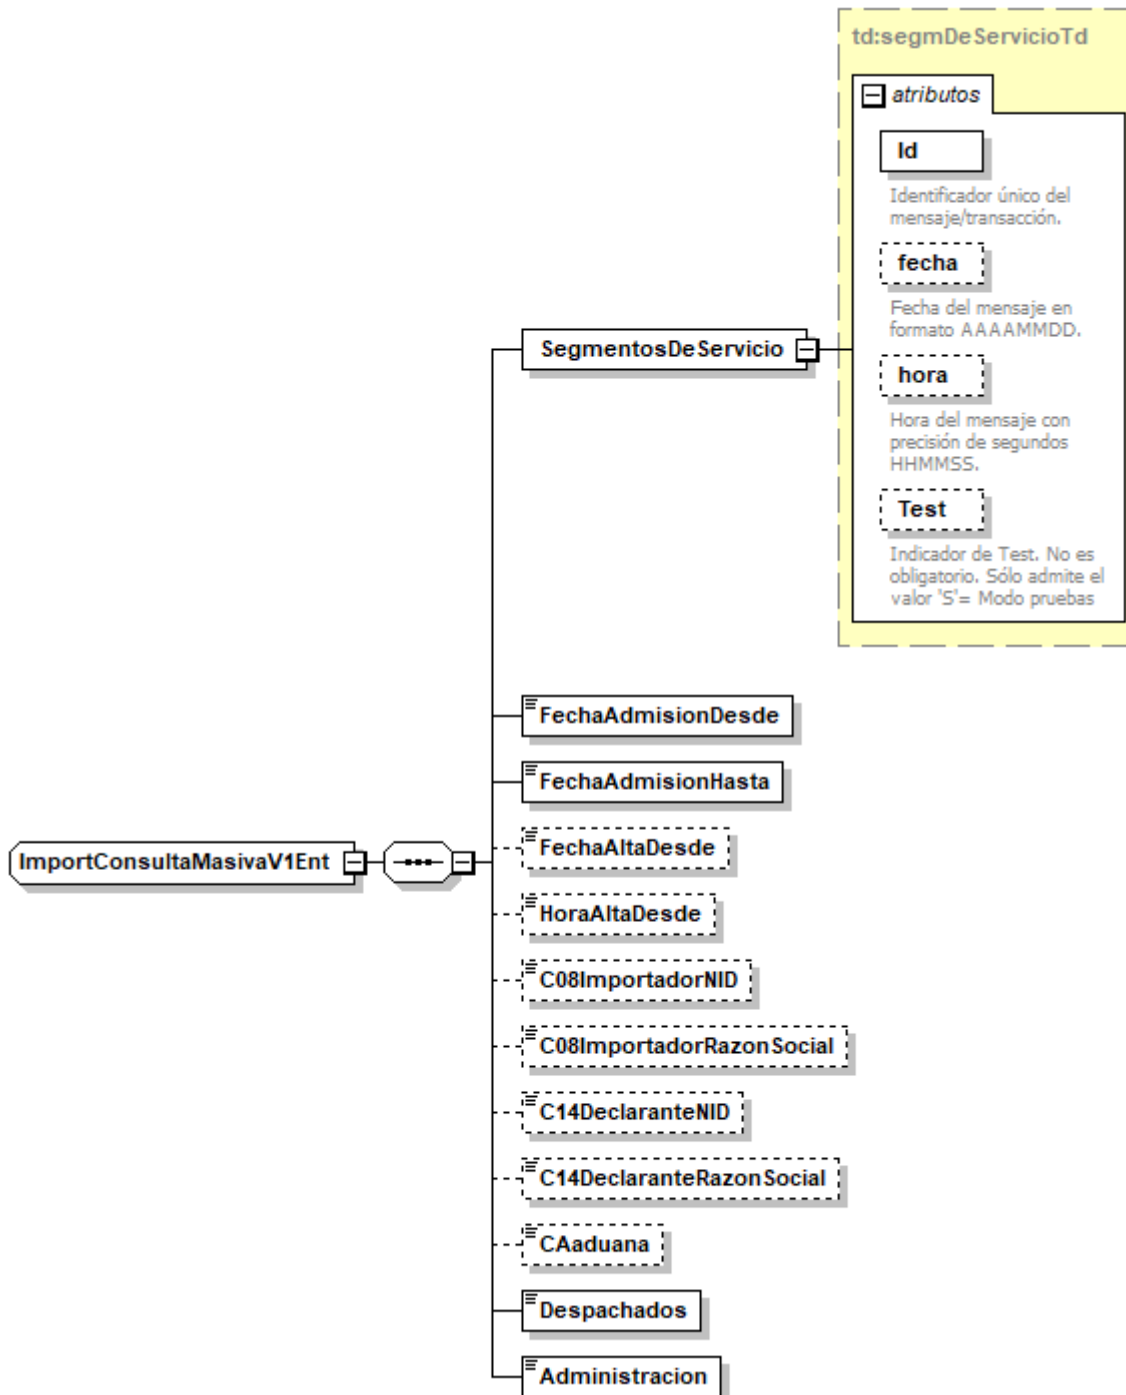 td:segmDeServicioTd
atributos
Id
Identificador único del
mensaje/transacción.
fecha
Fecha del mensaje en
formato AAAAMMDD.
SegmentosDeServicio
hora
Hora del mensaje con
precisión de segundos
HHMMSS.
Test
Indicador de Test. No es
obligatorio. Sólo admite el
valor 'S'= Modo pruebas
FechaAdmisionDesde
FechaAdmisionHasta
FechaAltaDesde
ImportConsultaMasivaV1Ent
HoraAltaDesde
C08ImportadorNID
C08ImportadorRazonSocial
C14DeclaranteNID
C14DeclaranteRazonSocial
CAaduana
Despachados
Administracion